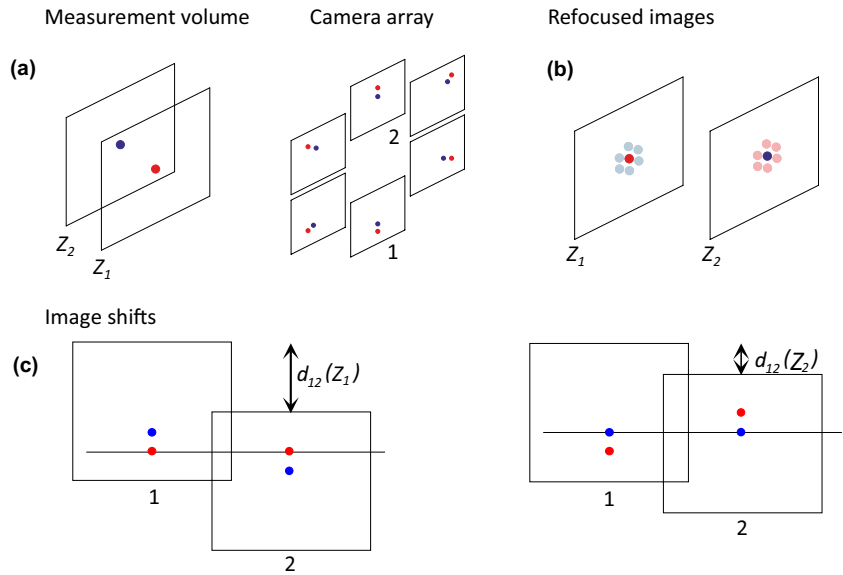 Measurement volume
Camera array
Refocused images
(a)
2
1
Z2
Z1
(b)
Z1
Z2
Image shifts
(c)
d12(Z1)
1
2
d12(Z2)
1
2